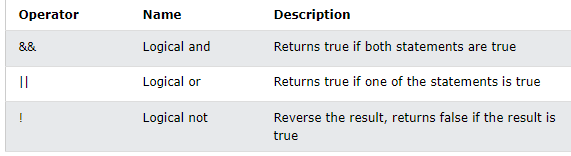 Operator Name Description
&& Logical and Returns true if both statements are true
|| Logical or Returns true if one of the statements is true
! Logical not Reverse the result, returns false if the result is
true